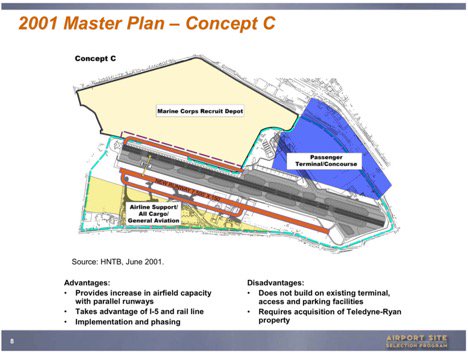 2001 Master Plan – Concept C
Concept C
Marine Corps Recruit Depot
Passenger
Terminal/Concourse
Airline Support/
All Cargo/
General Aviation
Source: HNTB, June 2001.
Advantages:
• Provides increase in airfield capacity
with parallel runways
• Takes advantage of I-5 and rail line
• Implementation and phasing
Disadvantages:
• Does not build on existing terminal,
access and parking facilities
• Requires acquisition of Teledyne-Ryan
property
8
AIRPORT SITE
SELECTION PROGRAM